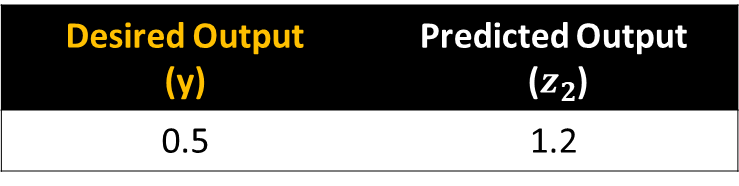 Desired Output Predicted Output
(y) (z₂)
0.5 1.2